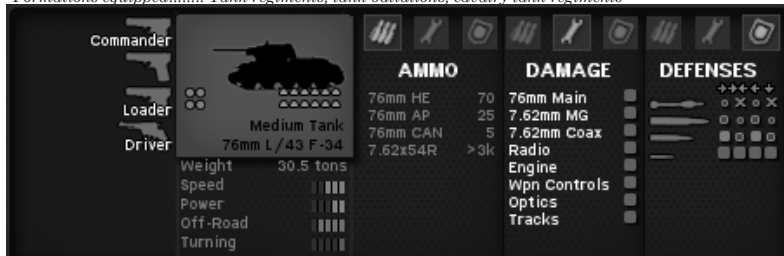 Formations equipped........ Tank regiments, tank battalions, cavalry tank regiments
Commander
Loader
Driver
Medium Tank
76mm L/43 F-34
Weight 30.5 tons
Speed
Power
Off-Road
Turning
AMMO
76mm HE 70
76mm AP 25
76mm CAN 5
7.62x54R >3k
DAMAGE
76mm Main
7.62mm MG
7.62mm Coax
Radio
Engine
Wpn Controls
Optics
Tracks
DEFENSES